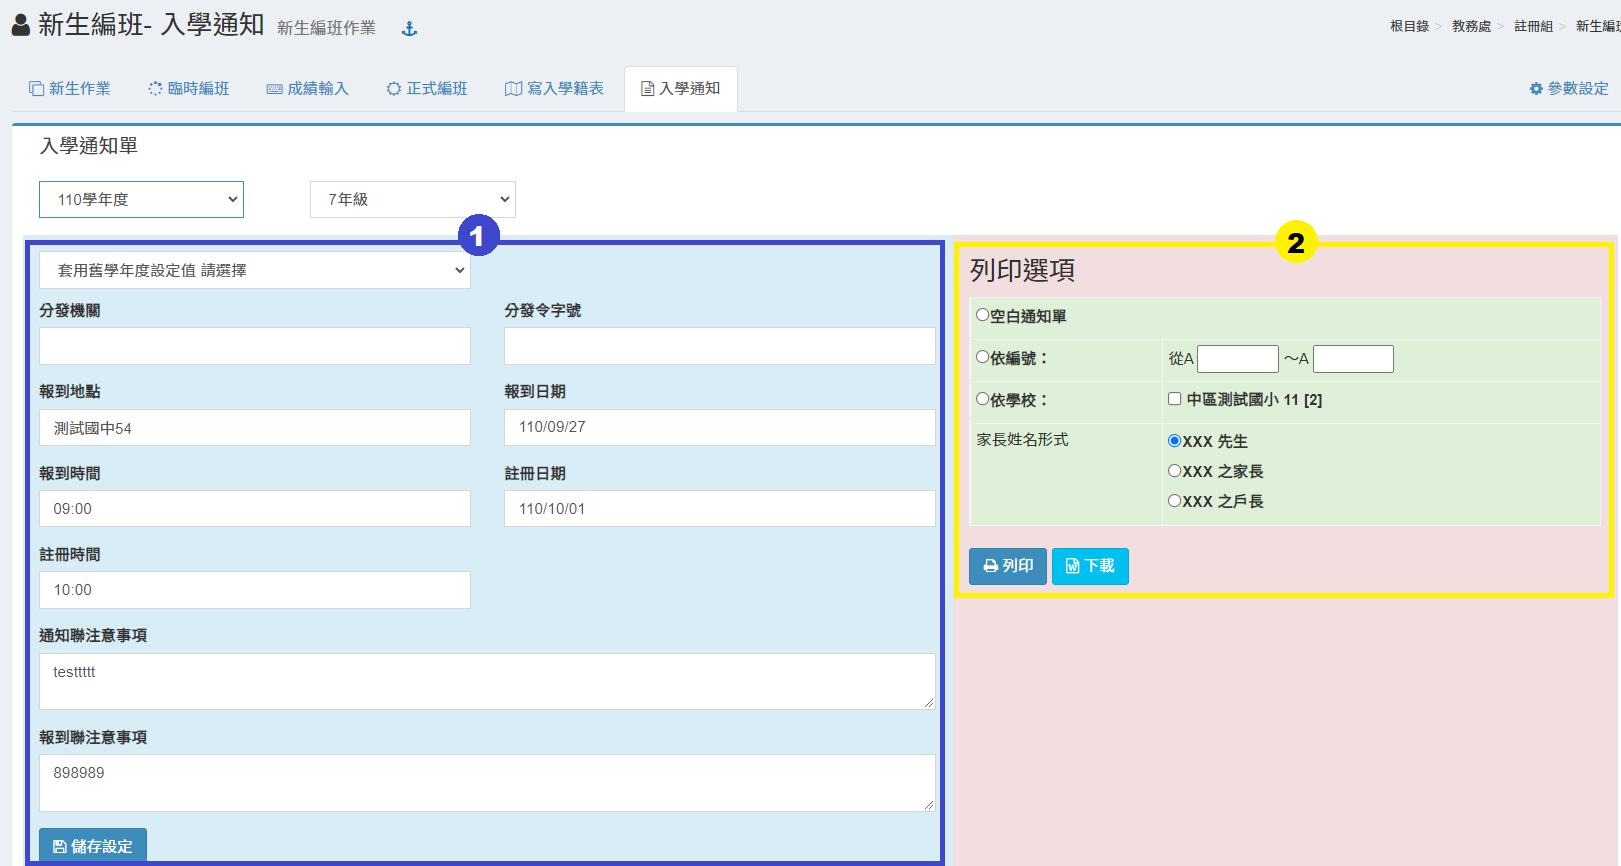 新生編班- 入學通知 新生編班作業
根目錄 > 教務處 > 註冊組 > 新生編班
新生作業 臨時編班 成績輸入 正式編班 寫入學籍表 入學通知 參數設定
入學通知單
110學年度 7年級
1
2
套用舊學年度設定值 請選擇
分發機關 分發令字號
報到地點 報到日期
測試國中54 110/09/27
報到時間 註冊日期
09:00 110/10/01
註冊時間
10:00
通知聯注意事項
testtttt
報到聯注意事項
898989
儲存設定
列印選項
空白通知單
依編號： 從A ～A
依學校： 中區測試國小 11 [2]
家長姓名形式 XXX 先生
XXX 之家長
XXX 之戶長
列印 下載